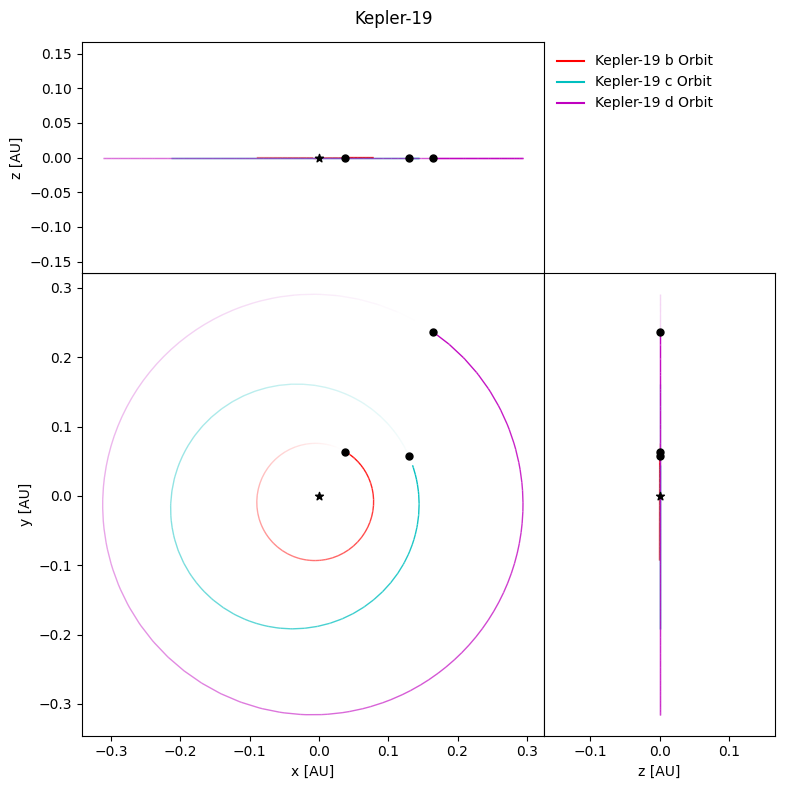 Kepler-19
Kepler-19 b Orbit
Kepler-19 c Orbit
Kepler-19 d Orbit
0.15
0.10
0.05
0.00
−0.05
−0.10
−0.15
z [AU]
0.3
0.2
0.1
0.0
−0.1
−0.2
−0.3
y [AU]
−0.3 −0.2 −0.1 0.0 0.1 0.2 0.3
x [AU]
−0.1 0.0 0.1
z [AU]